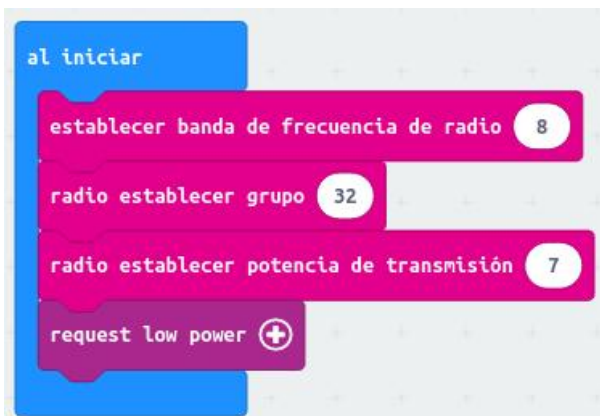 al iniciar
establecer banda de frecuencia de radio 8
radio establecer grupo 32
radio establecer potencia de transmisión 7
request low power